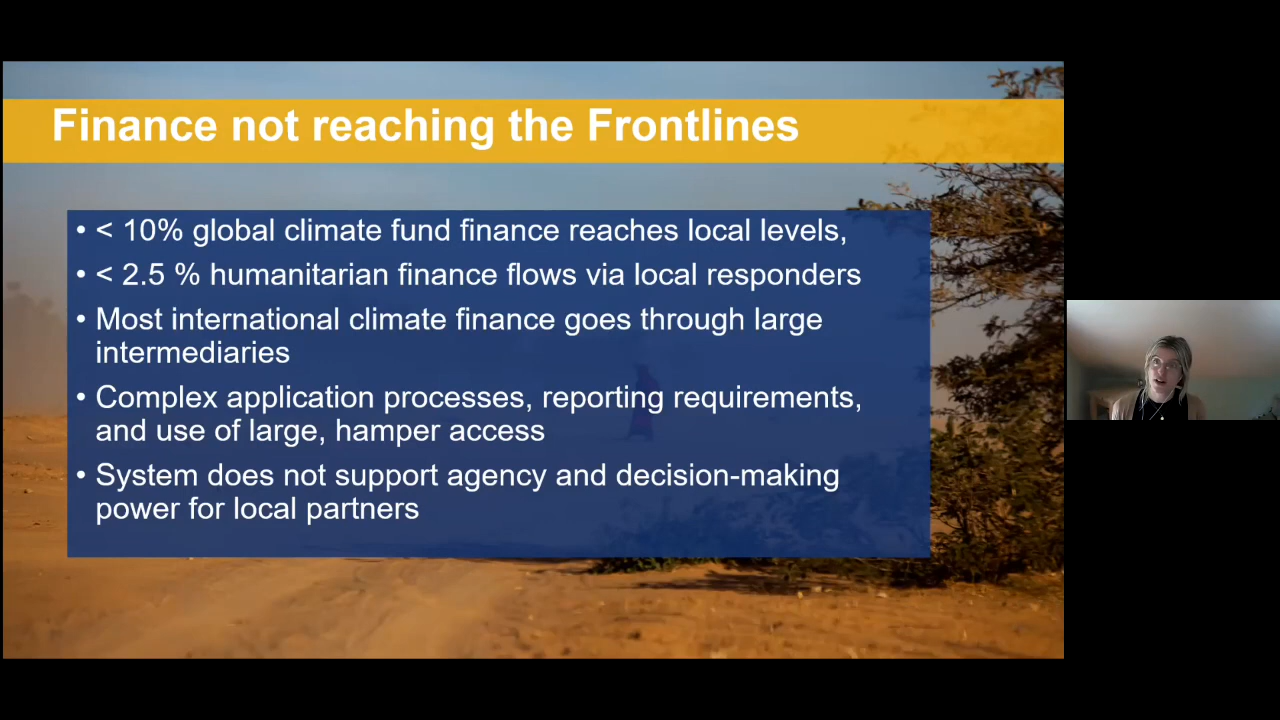 Finance not reaching the Frontlines
• < 10% global climate fund finance reaches local levels,
• < 2.5 % humanitarian finance flows via local responders
• Most international climate finance goes through large
intermediaries
• Complex application processes, reporting requirements,
and use of large, hamper access
• System does not support agency and decision-making
power for local partners